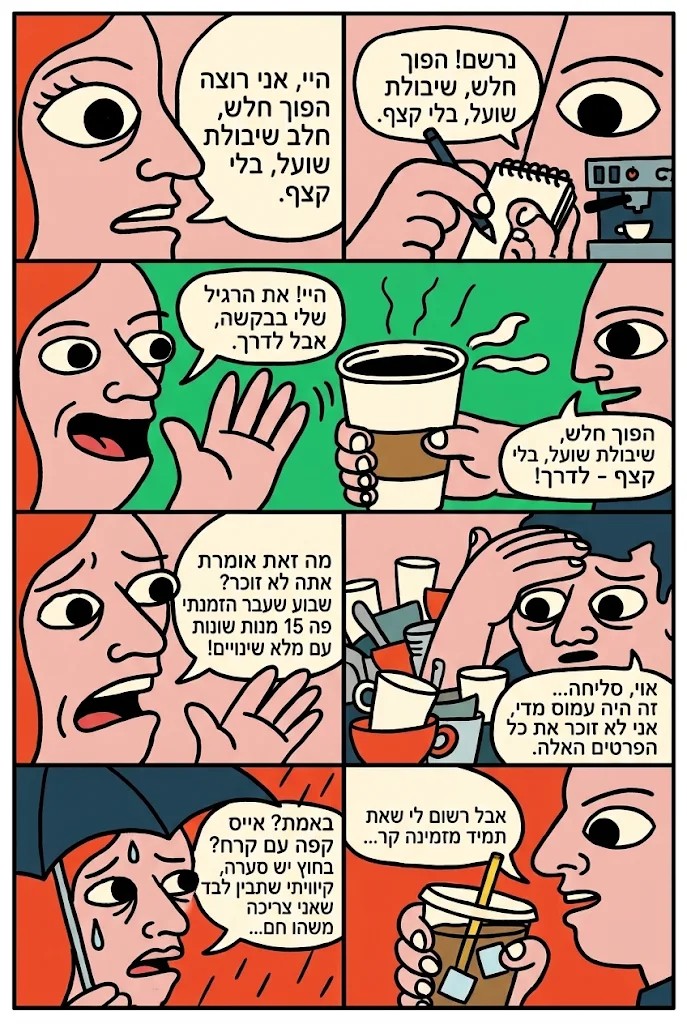 היי, אני רוצה
הפוך חלש,
חלב שיבולת
שועל, בלי
קצף.
נרשם! הפוך
חלש, שיבולת
שועל, בלי קצף.
היי! את הרגיל
שלי בבקשה,
אבל לדרך.
הפוך חלש,
שיבולת שועל, בלי
קצף - לדרך!
מה זאת אומרת
אתה לא זוכר?
שבוע שעבר הזמנתי
פה 15 מנות שונות
עם מלא שינויים!
אוי, סליחה...
זה היה עמוס מדי,
אני לא זוכר את כל
הפרטים האלה.
באמת? אייס
קפה עם קרח?
בחוץ יש סערה,
קיוויתי שתבין לבד
שאני צריכה
משהו חם...
אבל רשום לי שאת
תמיד מזמינה קר...